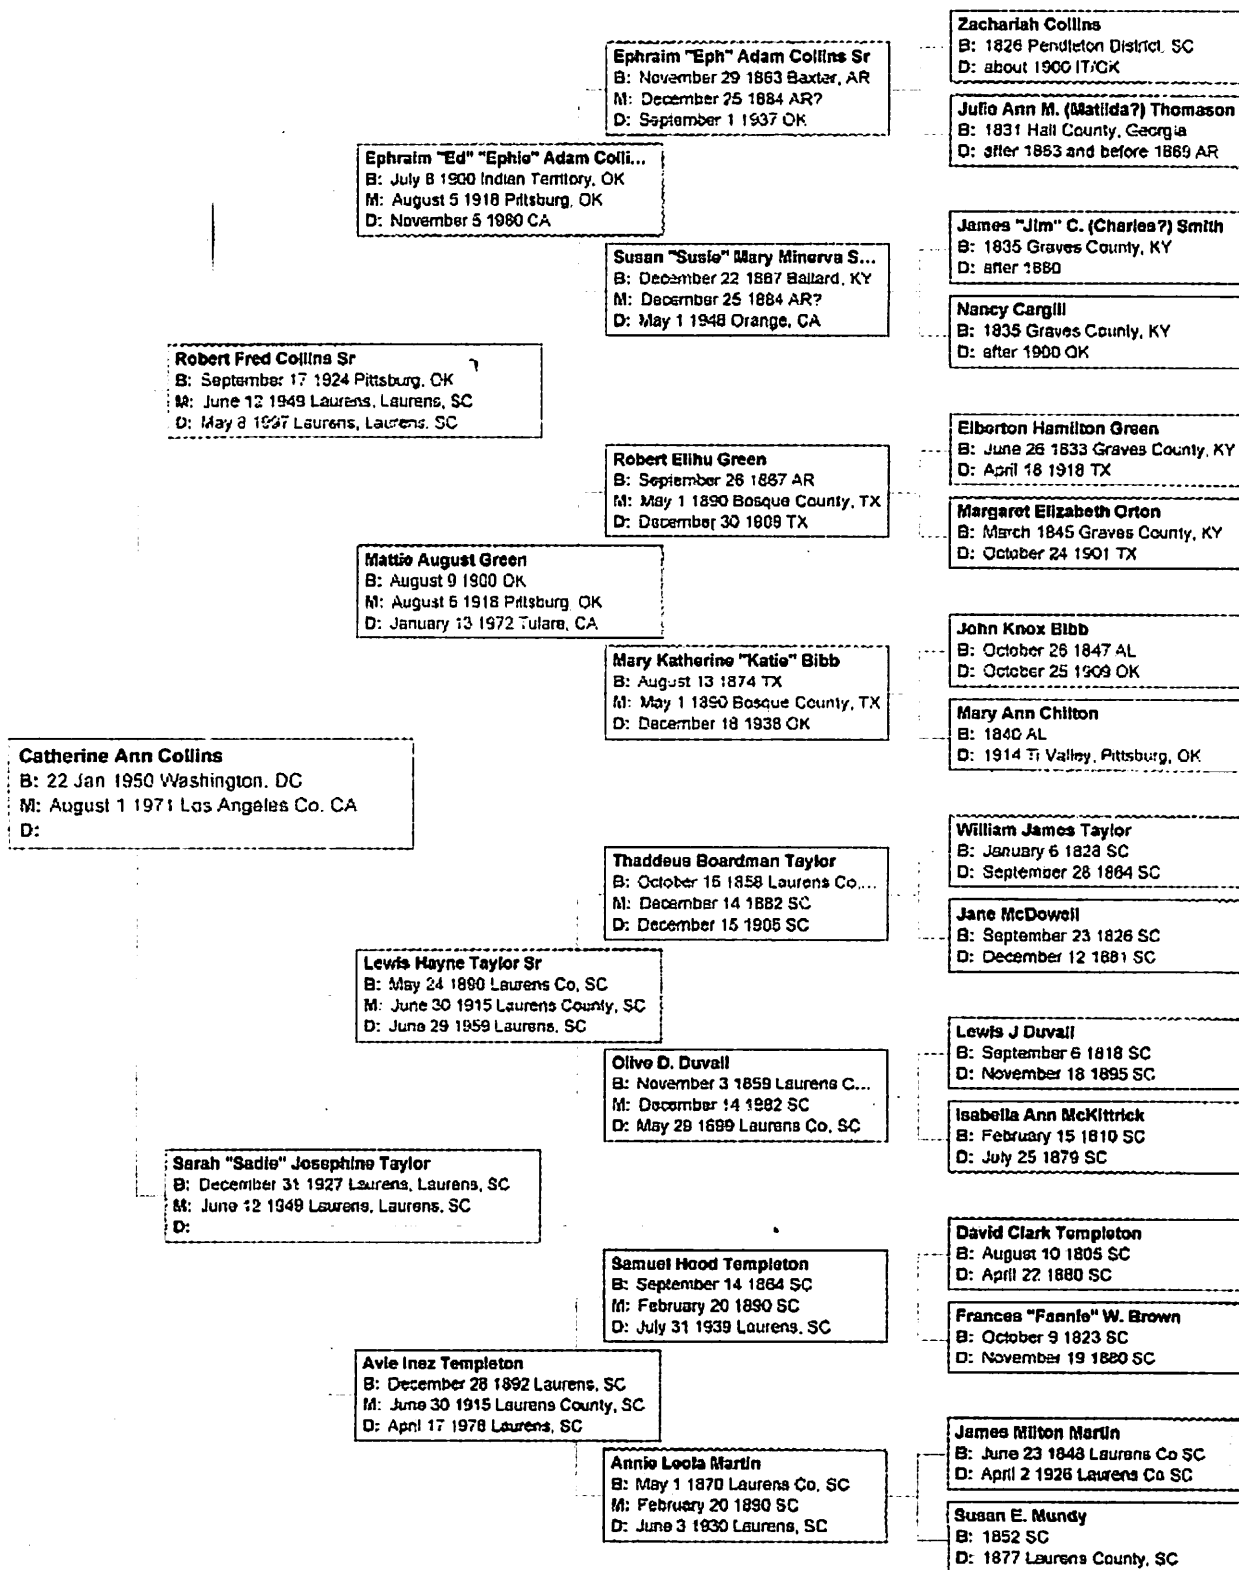 Zachariah Collins
B: 1826 Pendleton District, SC
D: about 1900 IT/OK
Ephraim "Eph" Adam Collins Sr
B: November 29 1863 Baxter, AR
M: December 25 1884 AR?
D: September 1 1937 OK
Julie Ann M. (Matilda?) Thomason
B: 1831 Hall County, Georgia
D: after 1863 and before 1869 AR
Ephraim "Ed" "Ephie" Adam Colli...
B: July 8 1900 Indian Territory, OK
M: August 5 1918 Pittsburg, OK
D: November 5 1980 CA
James "Jim" C. (Charles?) Smith
B: 1835 Graves County, KY
D: after 1880
Susan "Susie" Mary Minerva S...
B: December 22 1867 Ballard, KY
M: December 25 1884 AR?
D: May 1 1948 Orange, CA
Nancy Cargill
B: 1835 Graves County, KY
D: after 1900 OK
Robert Fred Collins Sr
B: September 17 1924 Pittsburg, OK
M: June 12 1949 Laurens, Laurens, SC
D: May 8 1997 Laurens, Laurens, SC
Elberton Hamilton Green
B: June 26 1833 Graves County, KY
D: April 18 1918 TX
Robert Elihu Green
B: September 26 1867 AR
M: May 1 1890 Bosque County, TX
D: December 30 1809 TX
Margaret Elizabeth Orton
B: March 1845 Graves County, KY
D: October 24 1901 TX
Mattie August Green
B: August 9 1900 OK
M: August 5 1918 Pittsburg, OK
D: January 13 1972 Tulare, CA
John Knox Bibb
B: October 26 1847 AL
D: October 25 1909 OK
Mary Katherine "Katie" Bibb
B: August 13 1874 TX
M: May 1 1890 Bosque County, TX
D: December 18 1938 OK
Mary Ann Chilton
B: 1840 AL
D: 1914 Ti Valley, Pittsburg, OK
Catherine Ann Collins
B: 22 Jan 1950 Washington, DC
M: August 1 1971 Los Angeles Co. CA
D:
William James Taylor
B: January 6 1828 SC
D: September 28 1864 SC
Thaddeus Boardman Taylor
B: October 16 1858 Laurens Co,...
M: December 14 1882 SC
D: December 15 1905 SC
Jane McDowell
B: September 23 1826 SC
D: December 12 1881 SC
Lewis Hayne Taylor Sr
B: May 24 1890 Laurens Co, SC
M: June 30 1915 Laurens County, SC
D: June 29 1959 Laurens, SC
Lewis J Duvall
B: September 6 1818 SC
D: November 18 1895 SC
Olive D. Duvall
B: November 3 1859 Laurens C...
M: December 14 1882 SC
D: May 29 1899 Laurens Co, SC
Isabella Ann McKittrick
B: February 15 1810 SC
D: July 25 1879 SC
Sarah "Sadie" Josephine Taylor
B: December 31 1927 Laurens, Laurens, SC
M: June 12 1949 Laurens, Laurens, SC
D:
David Clark Templeton
B: August 10 1805 SC
D: April 22 1880 SC
Samuel Hood Templeton
B: September 14 1864 SC
M: February 20 1890 SC
D: July 31 1939 Laurens, SC
Frances "Fannie" W. Brown
B: October 9 1823 SC
D: November 19 1880 SC
Avie Inez Templeton
B: December 28 1892 Laurens, SC
M: June 30 1915 Laurens County, SC
D: April 17 1978 Laurens, SC
James Milton Martin
B: June 23 1848 Laurens Co SC
D: April 2 1926 Laurens Co SC
Annie Leola Martin
B: May 1 1870 Laurens Co, SC
M: February 20 1890 SC
D: June 3 1930 Laurens, SC
Susan E. Mundy
B: 1852 SC
D: 1877 Laurens County, SC